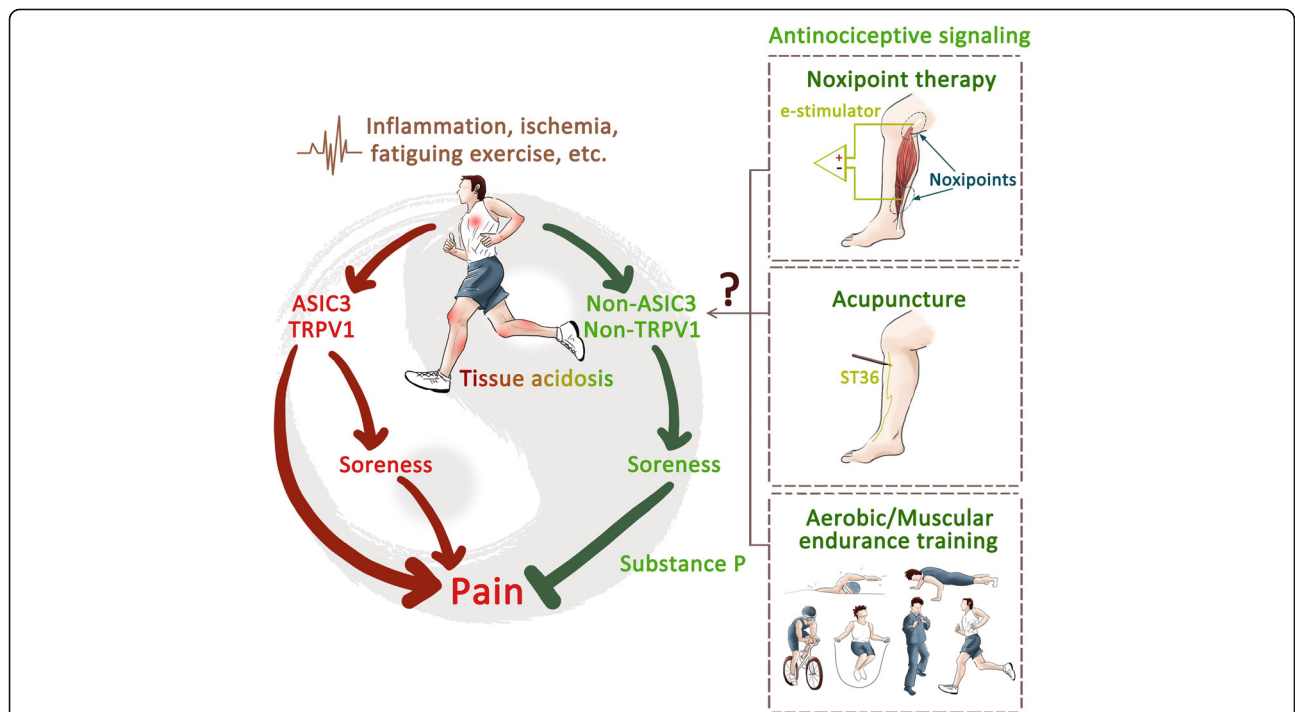 Antinociceptive signaling
Noxipoint therapy
e-stimulator
+
-
Noxipoints
Inflammation, ischemia,
fatiguing exercise, etc.
ASIC3
TRPV1
Non-ASIC3
Non-TRPV1
?
Tissue acidosis
Soreness
Soreness
Substance P
Pain
Acupuncture
ST36
Aerobic/Muscular
endurance training